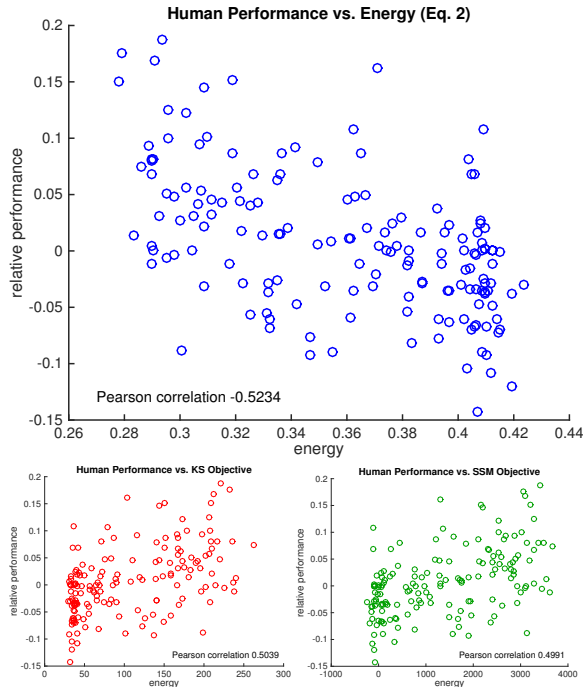 Human Performance vs. Energy (Eq. 2)
0.2
0.15
0.1
0.05
0
-0.05
-0.1
-0.15
relative performance
Pearson correlation -0.5234
0.26 0.28 0.3 0.32 0.34 0.36 0.38 0.4 0.42 0.44
energy
Human Performance vs. KS Objective
0.2
0.15
0.1
0.05
0
-0.05
-0.1
-0.15
relative performance
Pearson correlation 0.5039
0 50 100 150 200 250 300
energy
Human Performance vs. SSM Objective
0.2
0.15
0.1
0.05
0
-0.05
-0.1
-0.15
relative performance
Pearson correlation 0.4991
-1000 0 1000 2000 3000 4000
energy